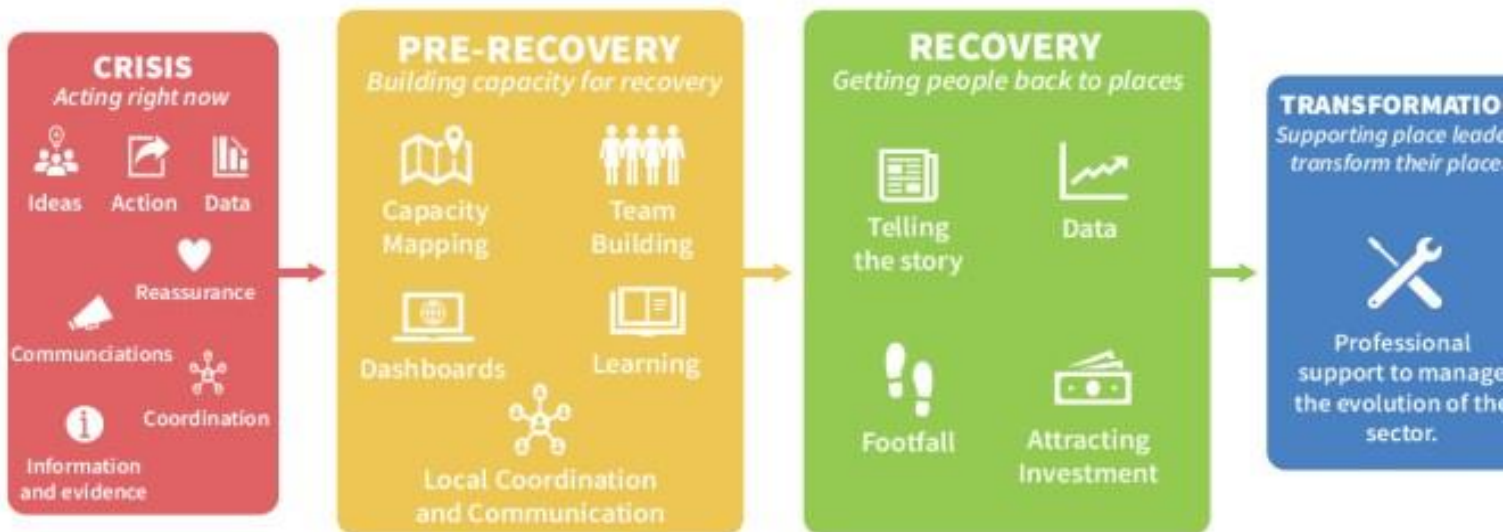 CRISIS
Acting right now
Ideas
Action
Data
Reassurance
Communciations
Coordination
Information
and evidence
PRE-RECOVERY
Building capacity for recovery
Capacity
Mapping
Team
Building
Dashboards
Learning
Local Coordination
and Communication
RECOVERY
Getting people back to places
Telling
the story
Data
Footfall
Attracting
Investment
TRANSFORMATIO
Supporting place leade
transform their place
Professional
support to manage
the evolution of the
sector.